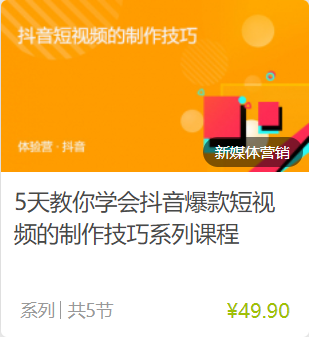 抖音短视频的制作技巧
体验营 · 抖音
新媒体营销
5天教你学会抖音爆款短视
频的制作技巧系列课程
系列 | 共5节
¥49.90